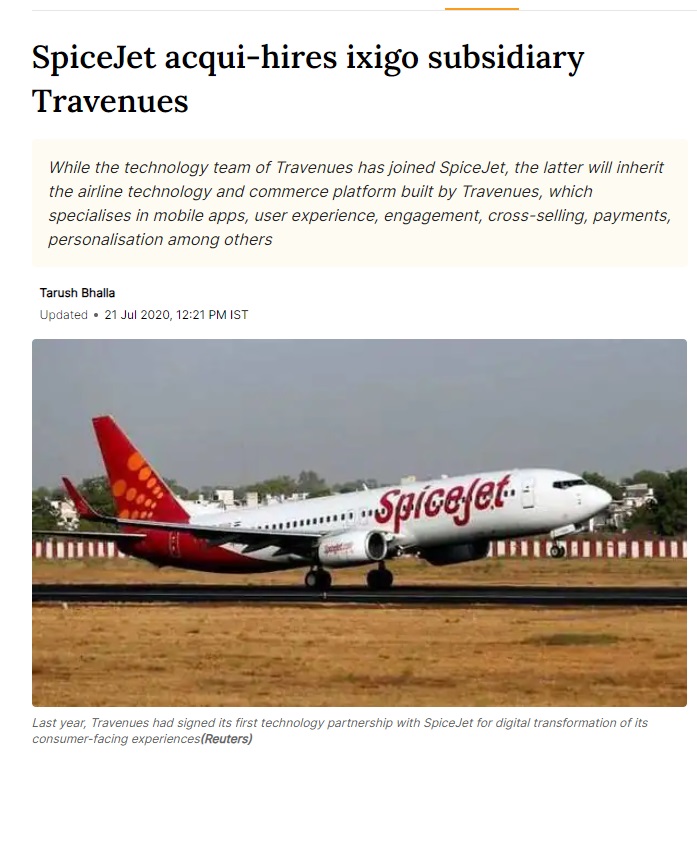 SpiceJet acqui-hires ixigo subsidiary
Travenues
While the technology team of Travenues has joined SpiceJet, the latter will inherit
the airline technology and commerce platform built by Travenues, which
specialises in mobile apps, user experience, engagement, cross-selling, payments,
personalisation among others
Tarush Bhalla
Updated • 21 Jul 2020, 12:21 PM IST
SpiceJet
Last year, Travenues had signed its first technology partnership with SpiceJet for digital transformation of its
consumer-facing experiences(Reuters)